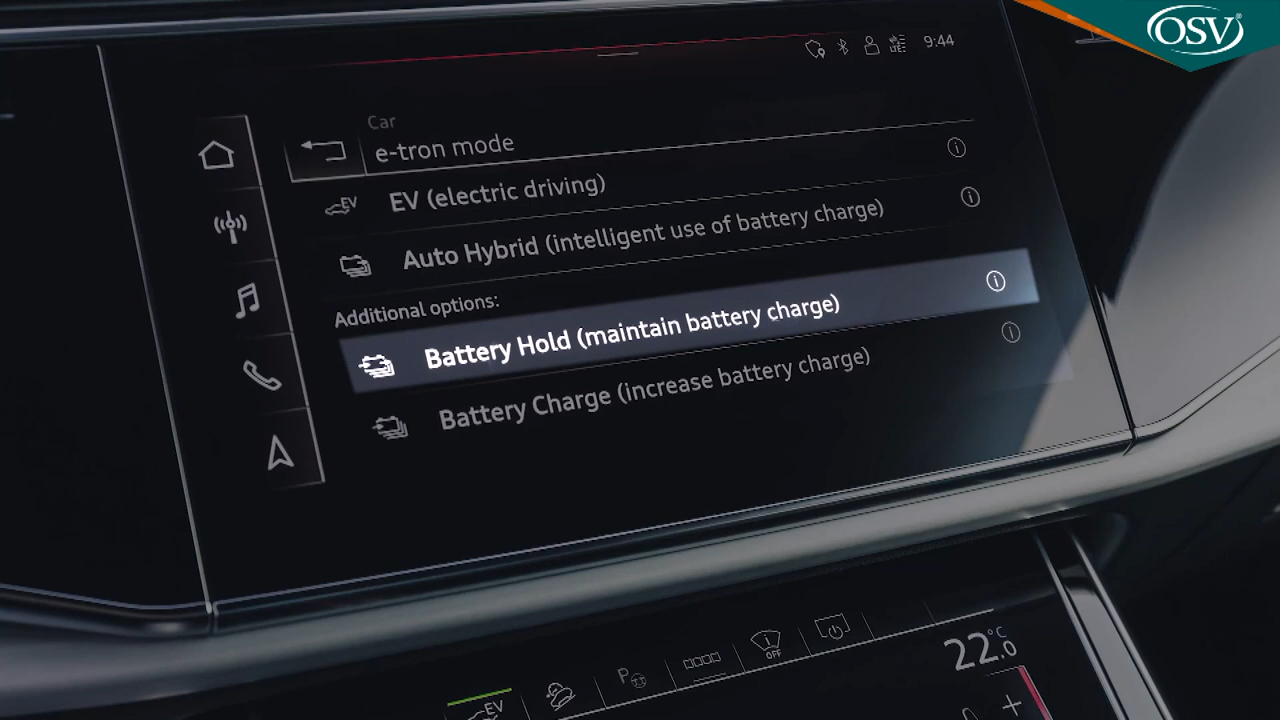 OSV
9:44
Car
e-tron mode
EV
EV (electric driving)
Auto Hybrid (intelligent use of battery charge)
Additional options:
Battery Hold (maintain battery charge)
Battery Charge (increase battery charge)
EV
P
OFF
22.0 °C
+